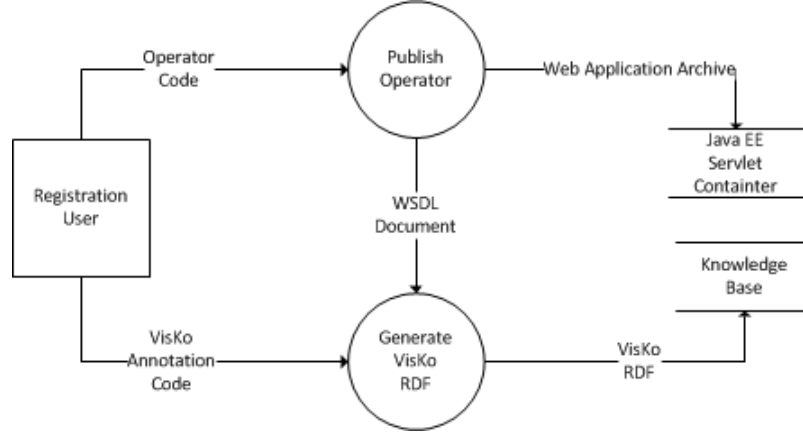 Operator
Code
Publish
Operator
Web Application Archive
Java EE
Servlet
Containter
Registration
User
WSDL
Document
Knowledge
Base
VisKo
Annotation
Code
Generate
VisKo
RDF
VisKo
RDF